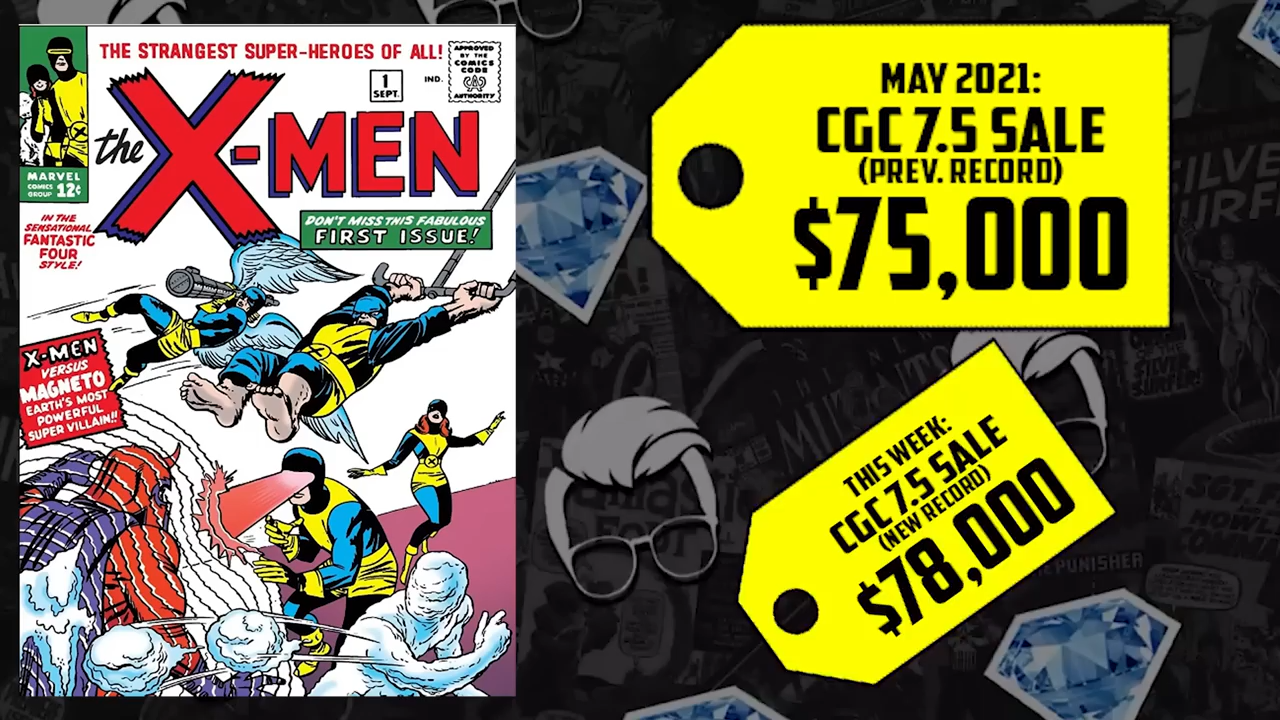 THE STRANGEST SUPER-HEROES OF ALL!
APPROVED
BY THE
COMICS
CODE
AUTHORITY
1
SEPT.
IND.
the X-MEN
MARVEL
COMICS
GROUP 12¢
IN THE
SENSATIONAL
FANTASTIC
FOUR
STYLE!
DON'T MISS THIS FABULOUS
FIRST ISSUE!
X-MEN
VERSUS
MAGNETO
EARTH'S MOST
POWERFUL
SUPER VILLAIN!!
MAY 2021:
CGC 7.5 SALE
(PREV. RECORD)
$75,000
THIS WEEK:
CGC 7.5 SALE
(NEW RECORD)
$78,000
PUNISHER